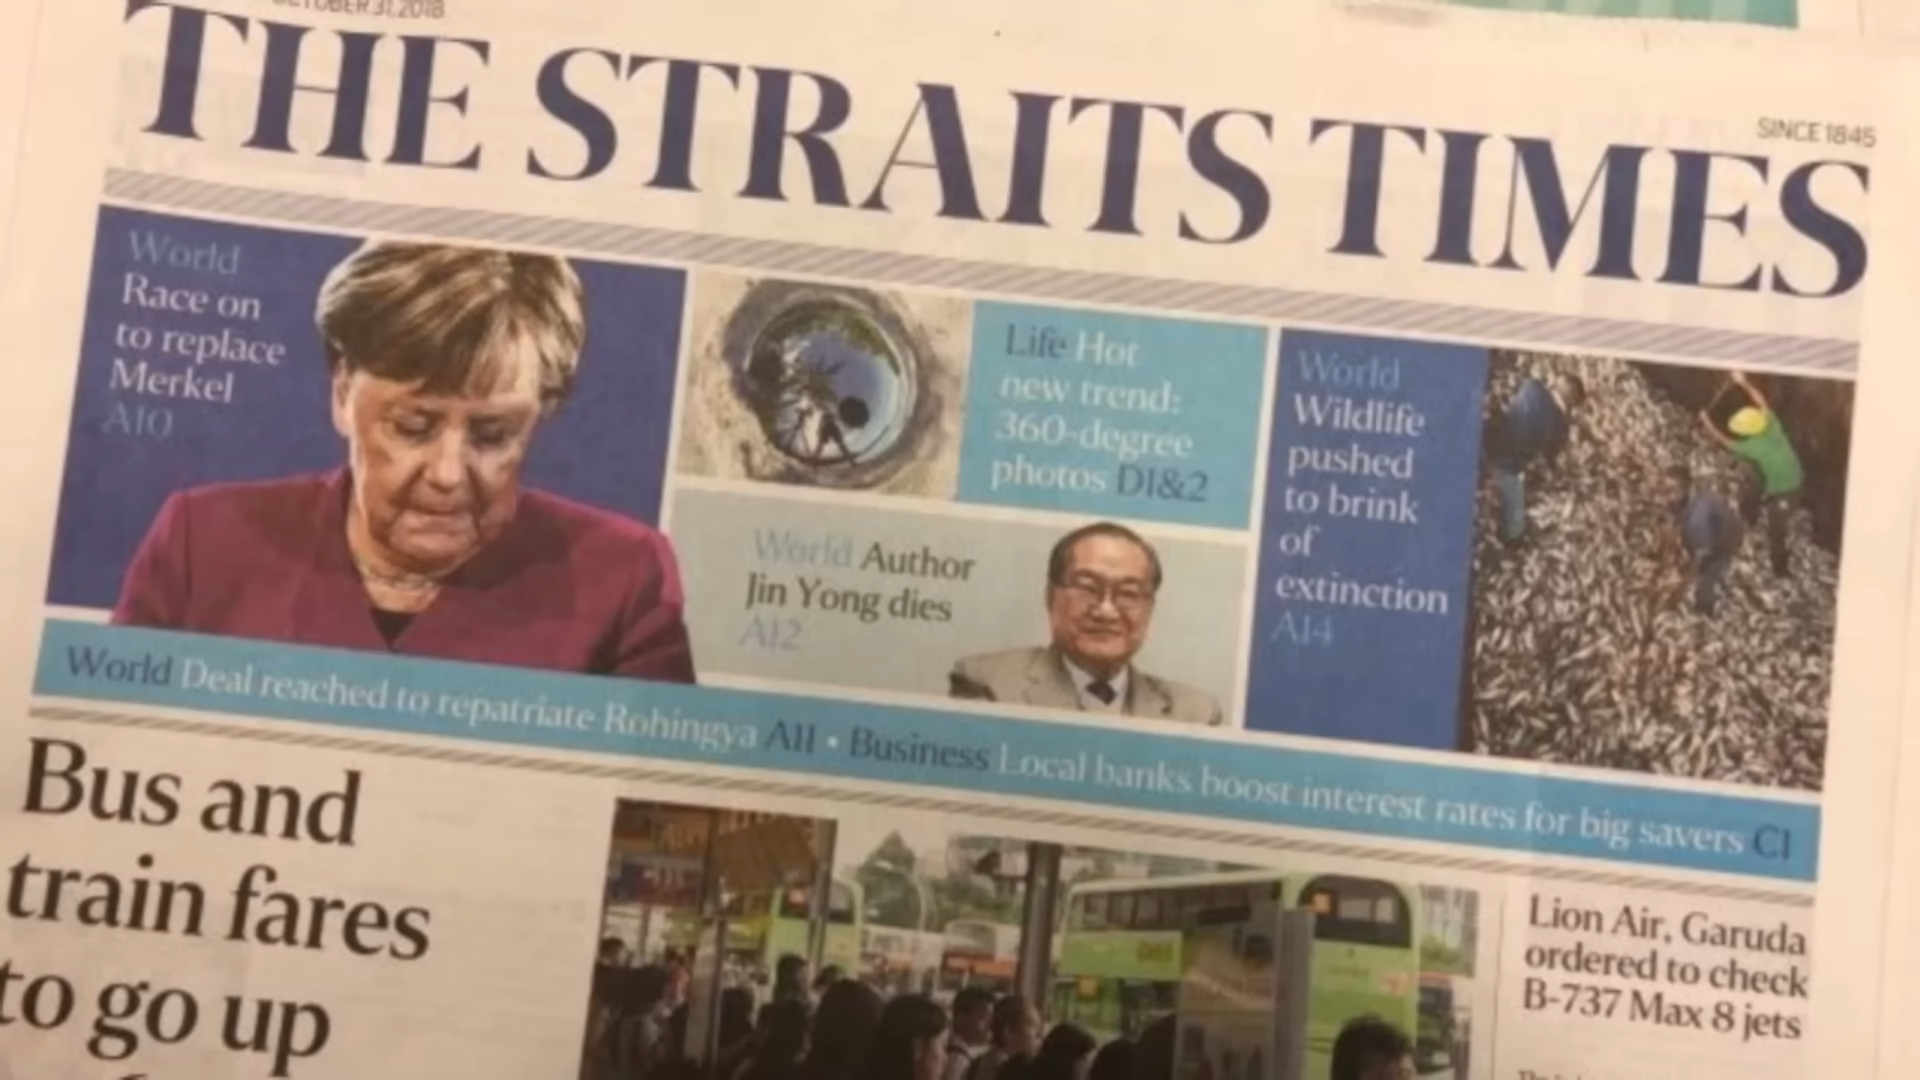 OCTOBER 31, 2018
THE STRAITS TIMES
SINCE 1845
World
Race on
to replace
Merkel
A10
Life Hot
new trend:
360-degree
photos D1&2
World Author
Jin Yong dies
A12
World
Wildlife
pushed
to brink
of
extinction
A14
World Deal reached to repatriate Rohingya A11 • Business Local banks boost interest rates for big savers C1
Bus and
train fares
to go up
Lion Air, Garuda
ordered to check
B-737 Max 8 jets